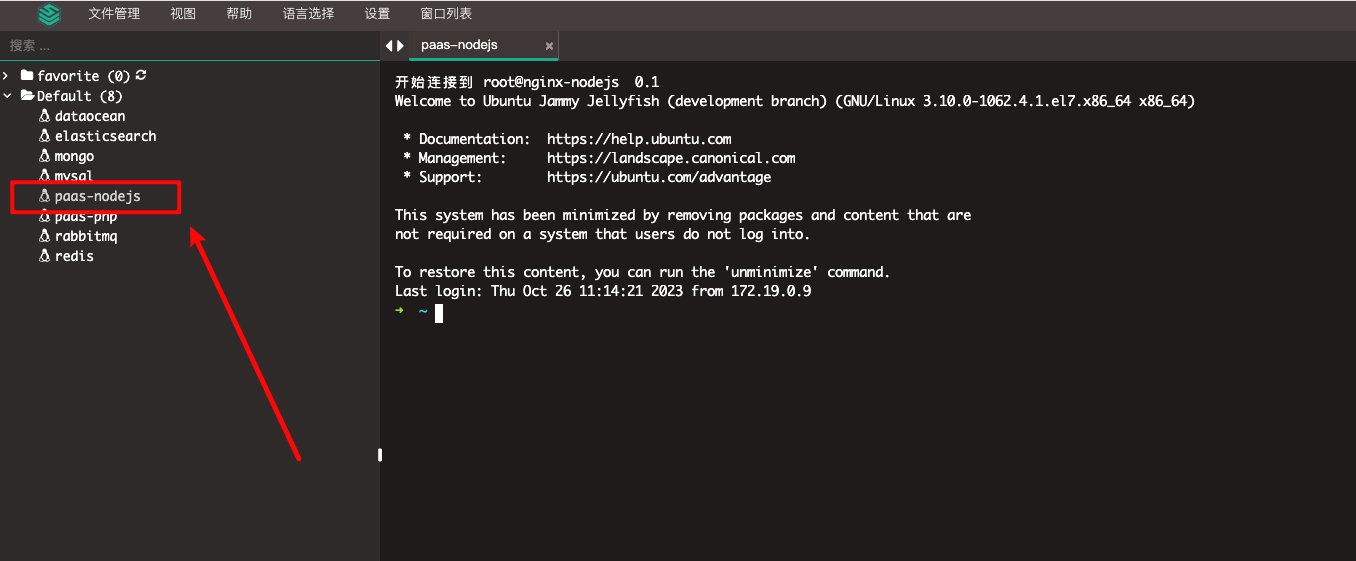 文件管理 视图 帮助 语言选择 设置 窗口列表
搜索 ...
paas-nodejs ×
favorite (0)
Default (8)
dataocean
elasticsearch
mongo
mysql
paas-nodejs
paas-php
rabbitmq
redis
开始连接到 root@nginx-nodejs 0.1
Welcome to Ubuntu Jammy Jellyfish (development branch) (GNU/Linux 3.10.0-1062.4.1.el7.x86_64 x86_64)
* Documentation: https://help.ubuntu.com
* Management: https://landscape.canonical.com
* Support: https://ubuntu.com/advantage
This system has been minimized by removing packages and content that are
not required on a system that users do not log into.
To restore this content, you can run the 'unminimize' command.
Last login: Thu Oct 26 11:14:21 2023 from 172.19.0.9
→ ~